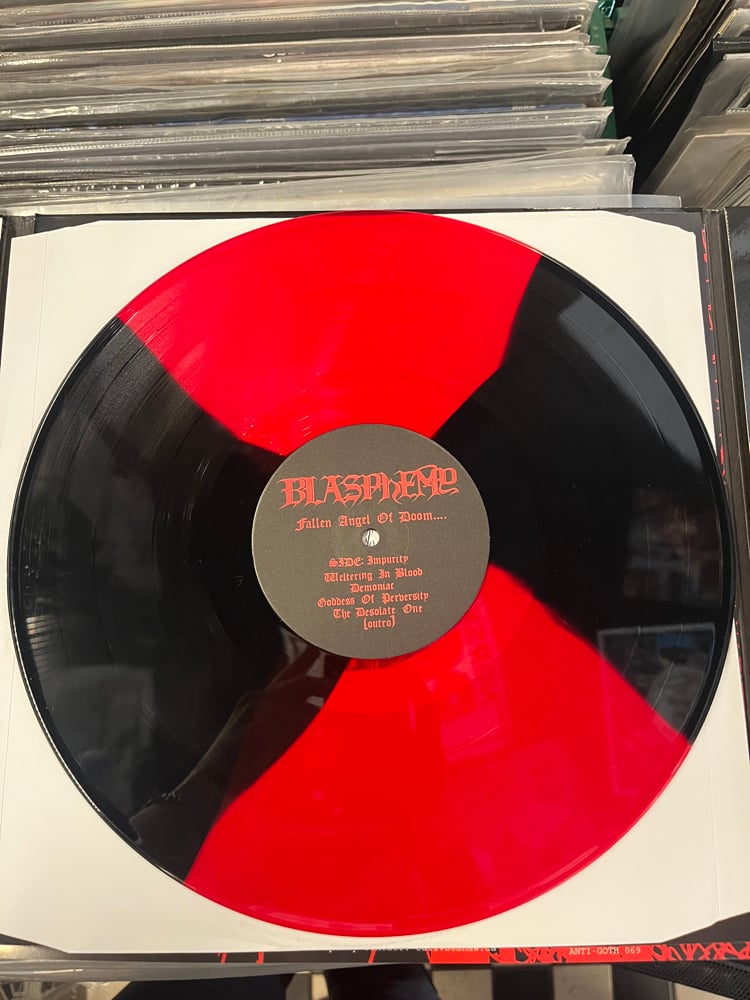 BLASPHEMY
Fallen Angel Of Doom....
SIDE: Impurity
Weltering In Blood
Demoniac
Goddess Of Perversity
The Desolate One
[outro]
ANTI-GOTH 069